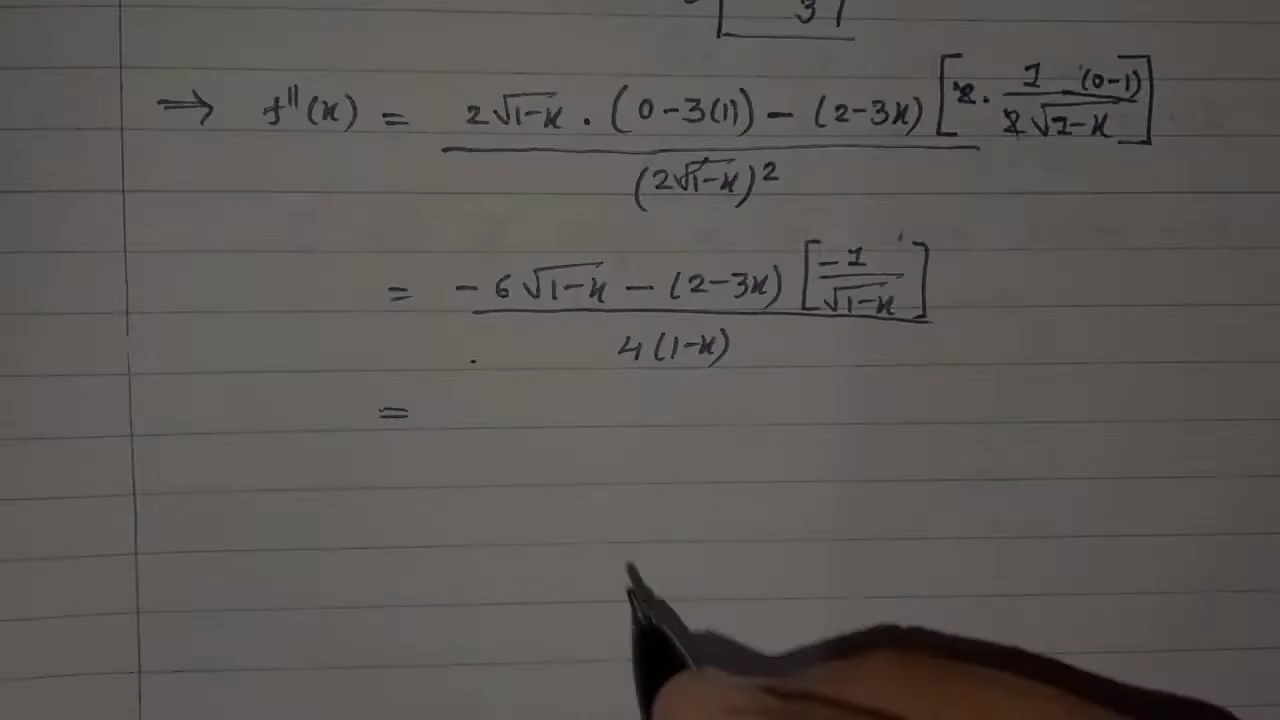 3
⇒ f''(x) = 2√1-x . (0-3(1)) - (2-3x) [2. 1 (0-1) / 2√1-x] / (2√1-x)²
= -6√1-x - (2-3x) [-1 / √1-x] / 4(1-x)
=